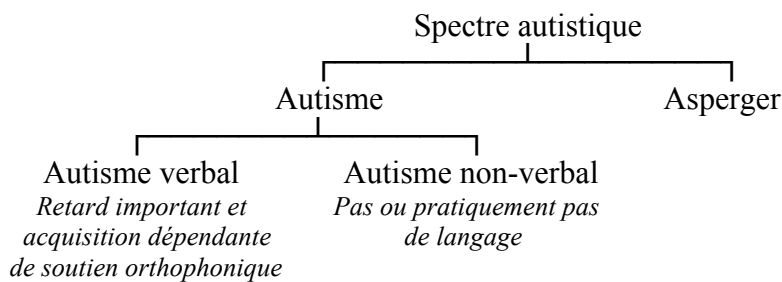 Spectre autistique
Autisme
Asperger
Autisme verbal
Retard important et
acquisition dépendante
de soutien orthophonique
Autisme non-verbal
Pas ou pratiquement pas
de langage